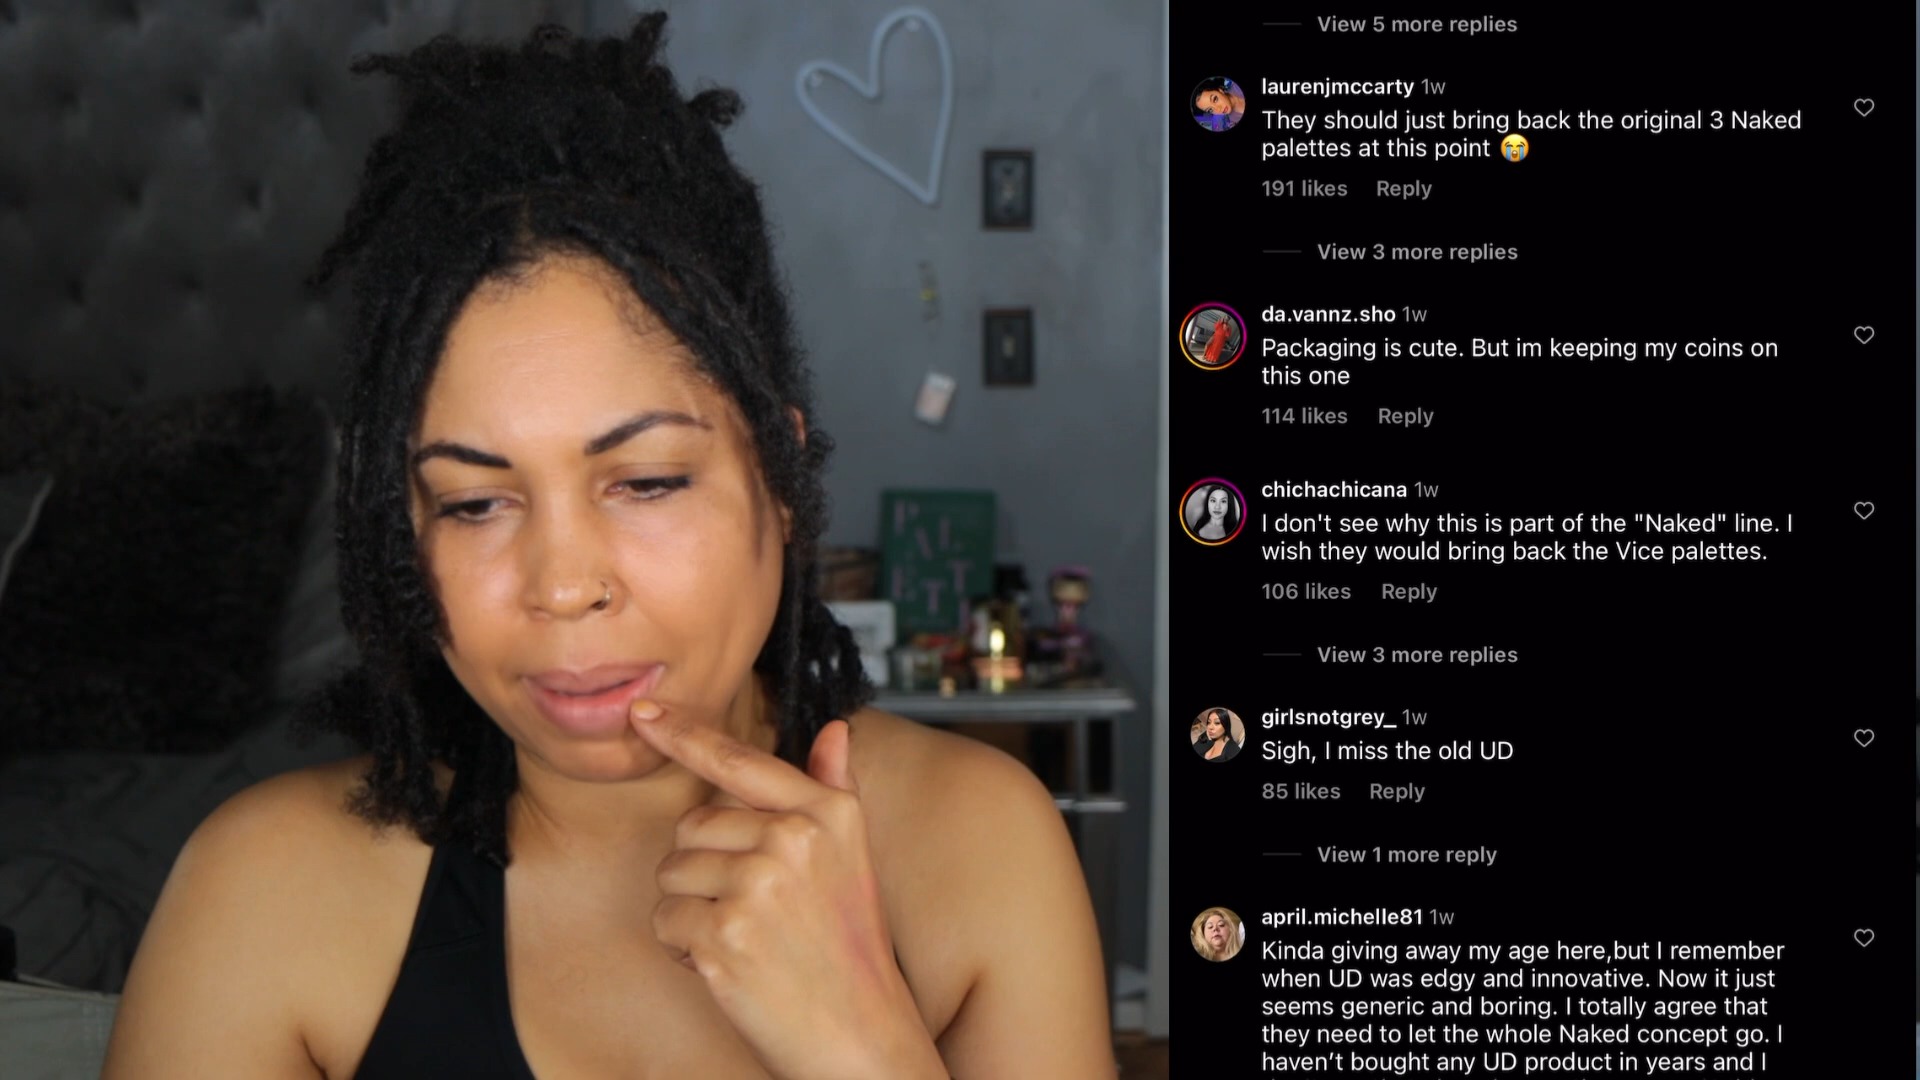 View 5 more replies
laurenjmccarty 1w
They should just bring back the original 3 Naked
palettes at this point 😭
191 likes Reply
View 3 more replies
da.vannz.sho 1w
Packaging is cute. But im keeping my coins on
this one
114 likes Reply
chichachicana 1w
I don't see why this is part of the "Naked" line. I
wish they would bring back the Vice palettes.
106 likes Reply
View 3 more replies
girlsnotgrey_ 1w
Sigh, I miss the old UD
85 likes Reply
View 1 more reply
april.michelle81 1w
Kinda giving away my age here,but I remember
when UD was edgy and innovative. Now it just
seems generic and boring. I totally agree that
they need to let the whole Naked concept go. I
haven't bought any UD product in years and I
P
AL
ETT